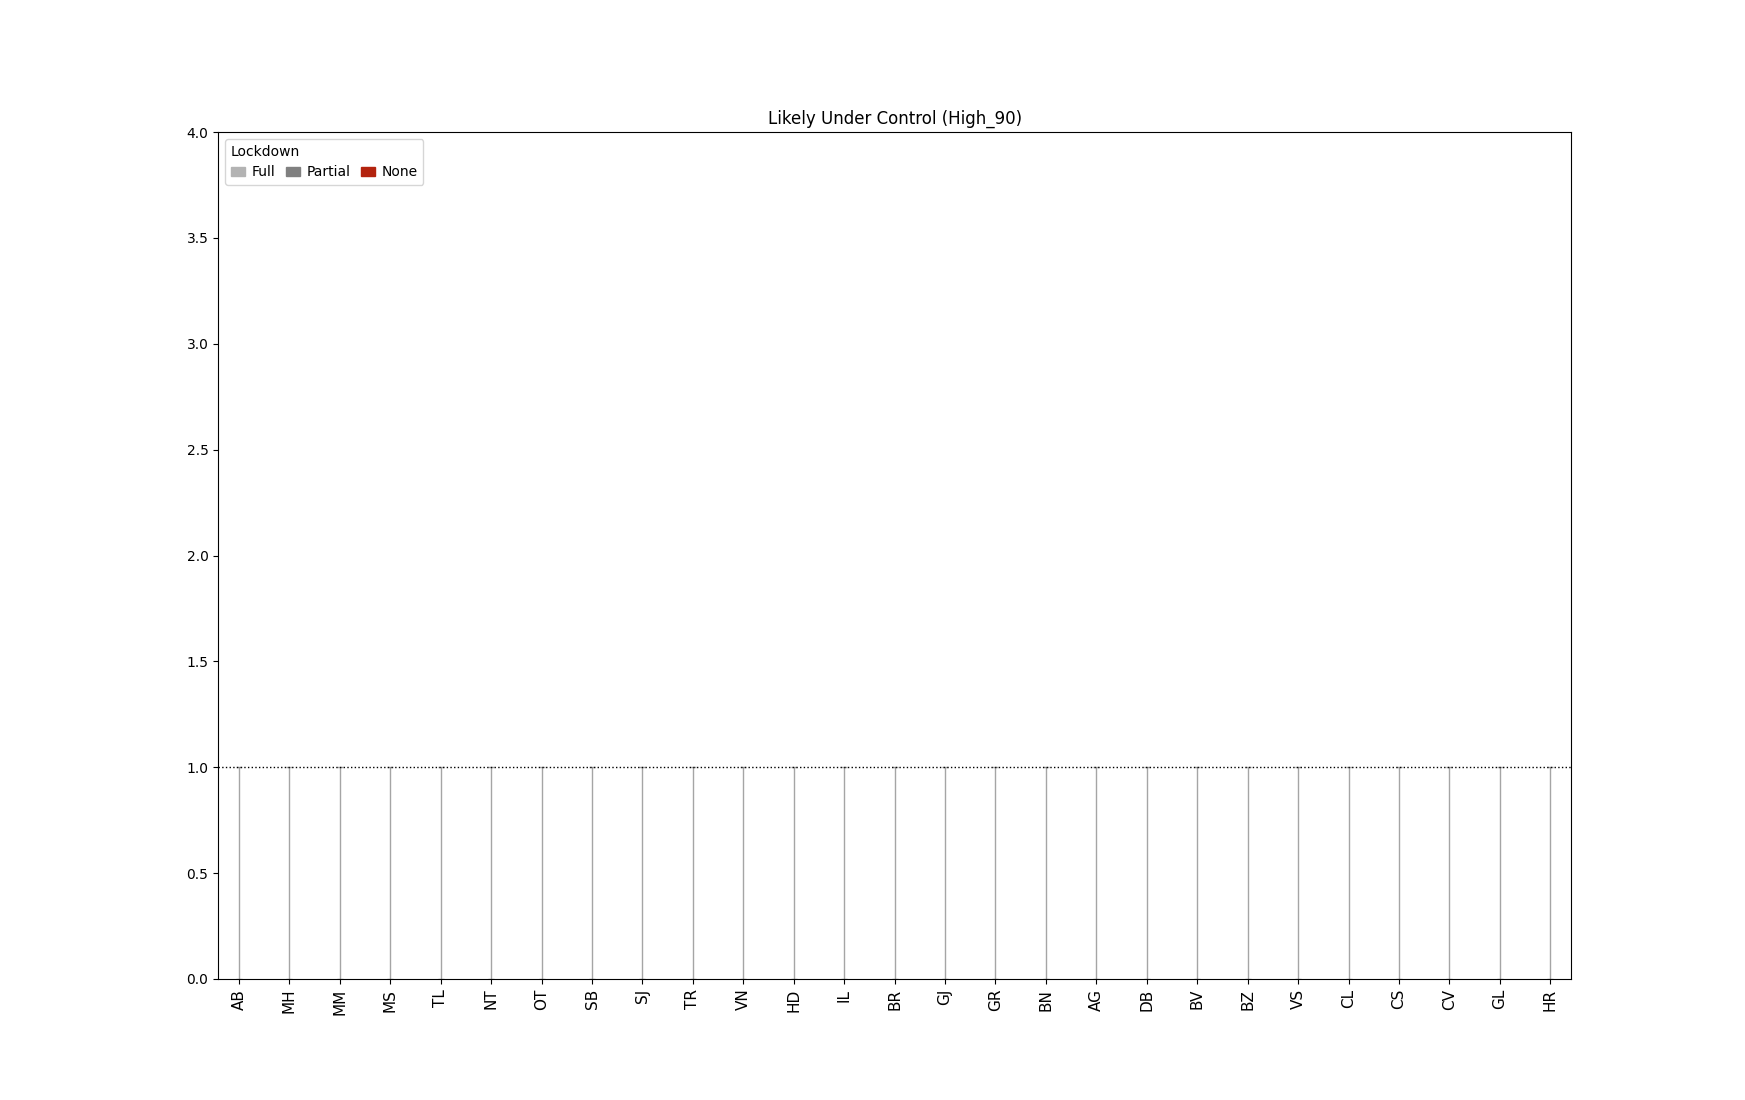 Likely Under Control (High_90)
Lockdown
Full Partial None
4.0
3.5
3.0
2.5
2.0
1.5
1.0
0.5
0.0
AB MH MM MS TL NT OT SB SJ TR VN HD IL BR GJ GR BN AG DB BV BZ VS CL CS CV GL HR